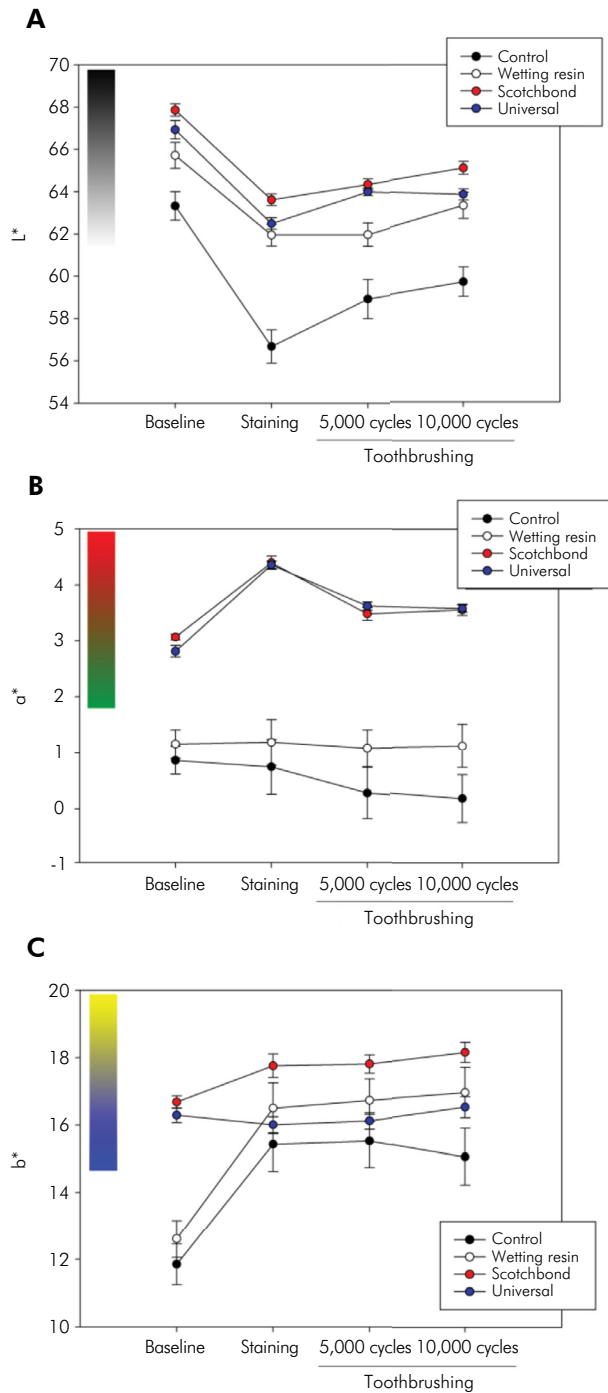 A
70
68
66
64
62
60
58
56
54
L*
Control
Wetting resin
Scotchbond
Universal
Baseline
Staining
5,000 cycles
10,000 cycles
Toothbrushing
B
5
4
3
2
1
0
-1
a*
Control
Wetting resin
Scotchbond
Universal
Baseline
Staining
5,000 cycles
10,000 cycles
Toothbrushing
C
20
18
16
14
12
10
b*
Control
Wetting resin
Scotchbond
Universal
Baseline
Staining
5,000 cycles
10,000 cycles
Toothbrushing